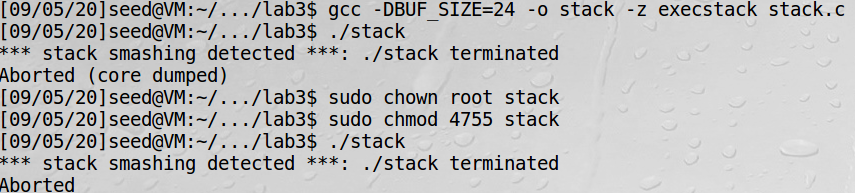 [09/05/20]seed@VM:~/.../lab3$ gcc -DBUF_SIZE=24 -o stack -z execstack stack.c
[09/05/20]seed@VM:~/.../lab3$ ./stack
*** stack smashing detected ***: ./stack terminated
Aborted (core dumped)
[09/05/20]seed@VM:~/.../lab3$ sudo chown root stack
[09/05/20]seed@VM:~/.../lab3$ sudo chmod 4755 stack
[09/05/20]seed@VM:~/.../lab3$ ./stack
*** stack smashing detected ***: ./stack terminated
Aborted